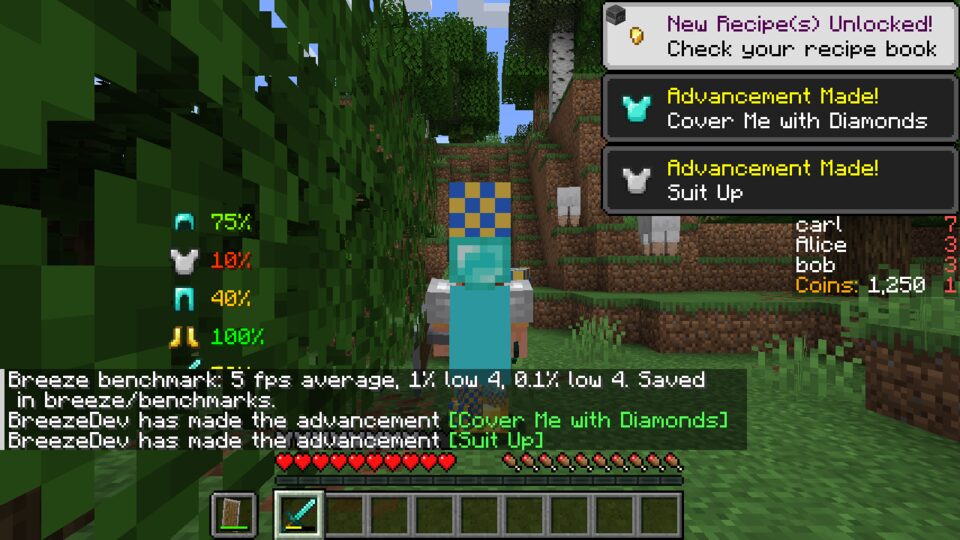 New Recipe(s) Unlocked!
Check your recipe book
Advancement Made!
Cover Me with Diamonds
Advancement Made!
Suit Up
carl 7
Alice 3
bob 3
Coins: 1,250 1
75%
10%
40%
100%
Breeze benchmark: 5 fps average, 1% low 4, 0.1% low 4. Saved
in breeze/benchmarks.
BreezeDev has made the advancement [Cover Me with Diamonds]
BreezeDev has made the advancement [Suit Up]